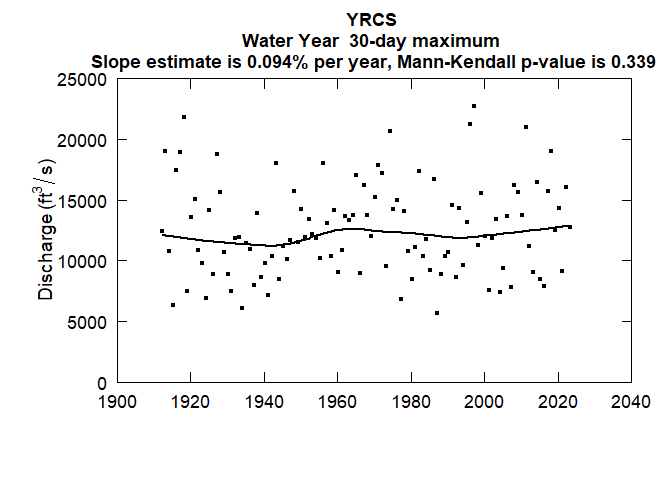 YRCS
Water Year  30-day maximum
Slope estimate is 0.094% per year, Mann-Kendall p-value is 0.339
25000
20000
15000
10000
5000
0
Discharge (ft³/s)
1900 1920 1940 1960 1980 2000 2020 2040